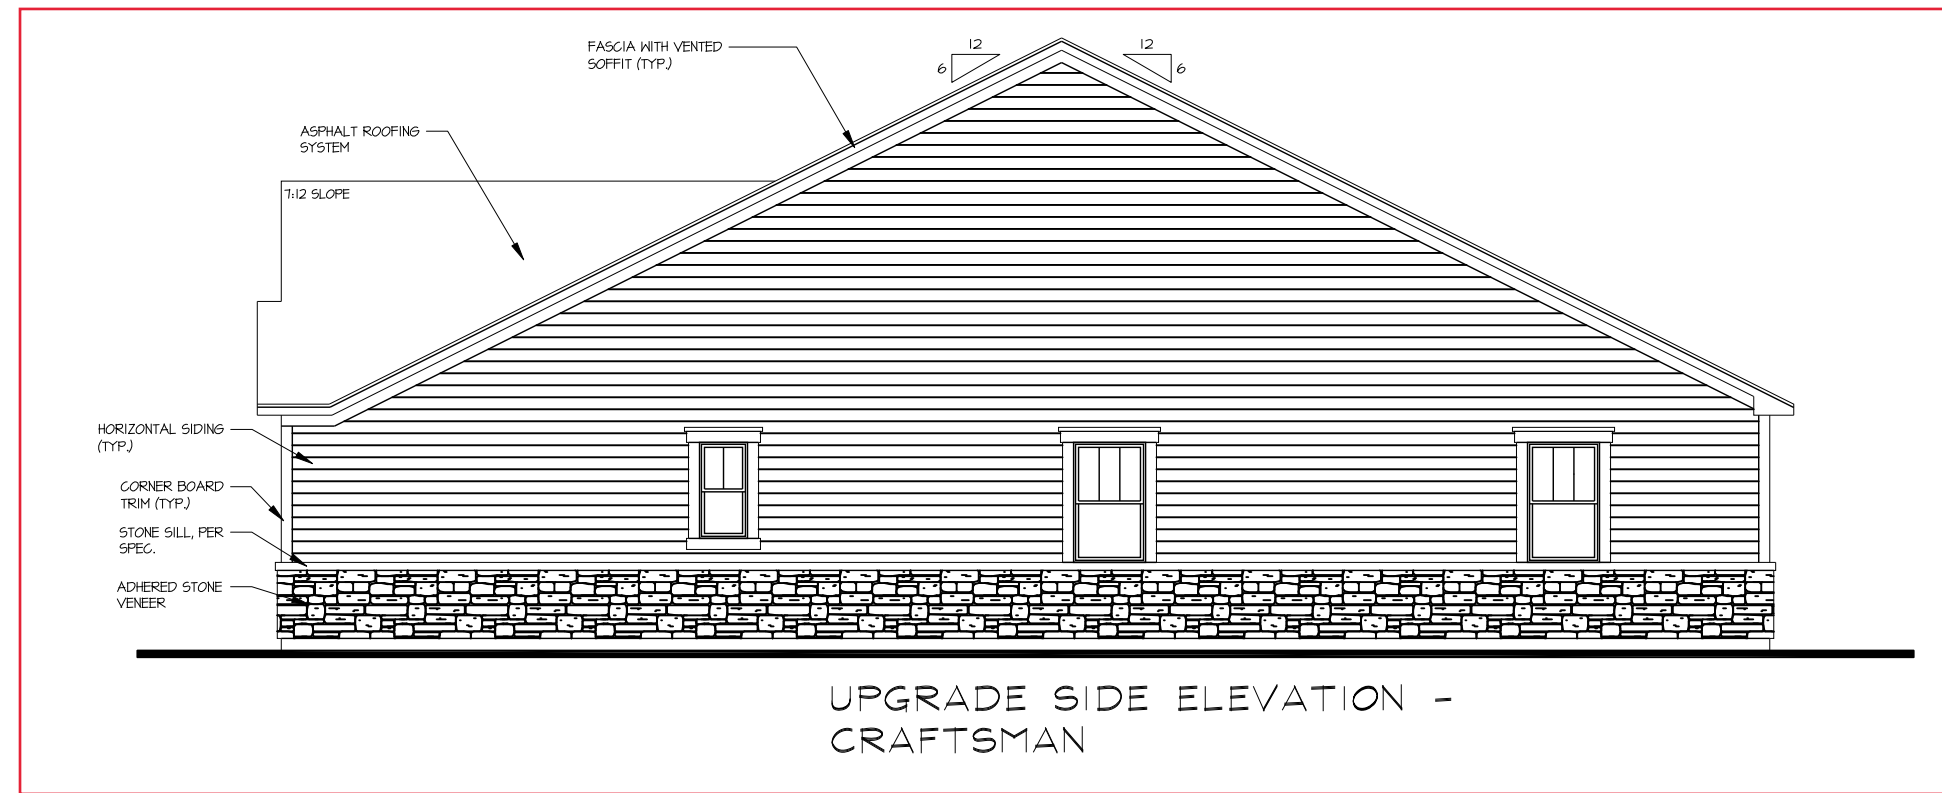 FASCIA WITH VENTED
SOFFIT (TYP.)
12
6
12
6
ASPHALT ROOFING
SYSTEM
7:12 SLOPE
HORIZONTAL SIDING
(TYP.)
CORNER BOARD
TRIM (TYP.)
STONE SILL, PER
SPEC.
ADHERED STONE
VENEER
UPGRADE SIDE ELEVATION -
CRAFTSMAN